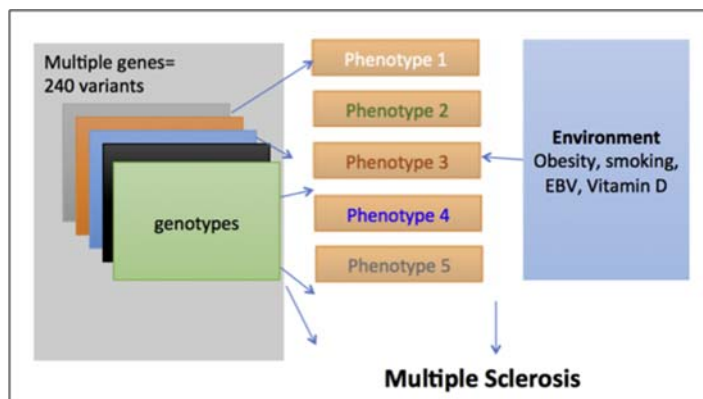 Multiple genes=
240 variants
genotypes
Phenotype 1
Phenotype 2
Phenotype 3
Phenotype 4
Phenotype 5
Environment
Obesity, smoking,
EBV, Vitamin D
Multiple Sclerosis